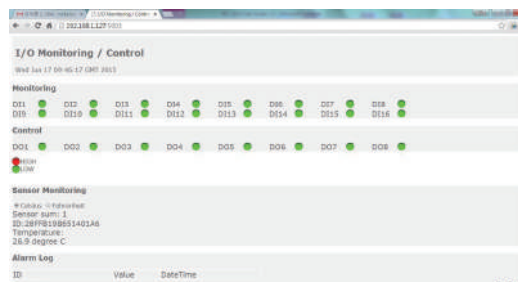 I/O Monitoring / Control
I/O Monitoring / Control
Wed Jun 17 09:45:17 GMT 2015
Monitoring
DI1 DI2 DI3 DI4 DI5 DI6 DI7 DI8
DI9 DI10 DI11 DI12 DI13 DI14 DI15 DI16
Control
DO1 DO2 DO3 DO4 DO5 DO6 DO7 DO8
HIGH
LOW
Sensor Monitoring
Celsius Fahrenheit
Sensor sum: 1
ID:28FFB19B651401A6
Temperature:
26.9 degree C
Alarm Log
ID Value DateTime